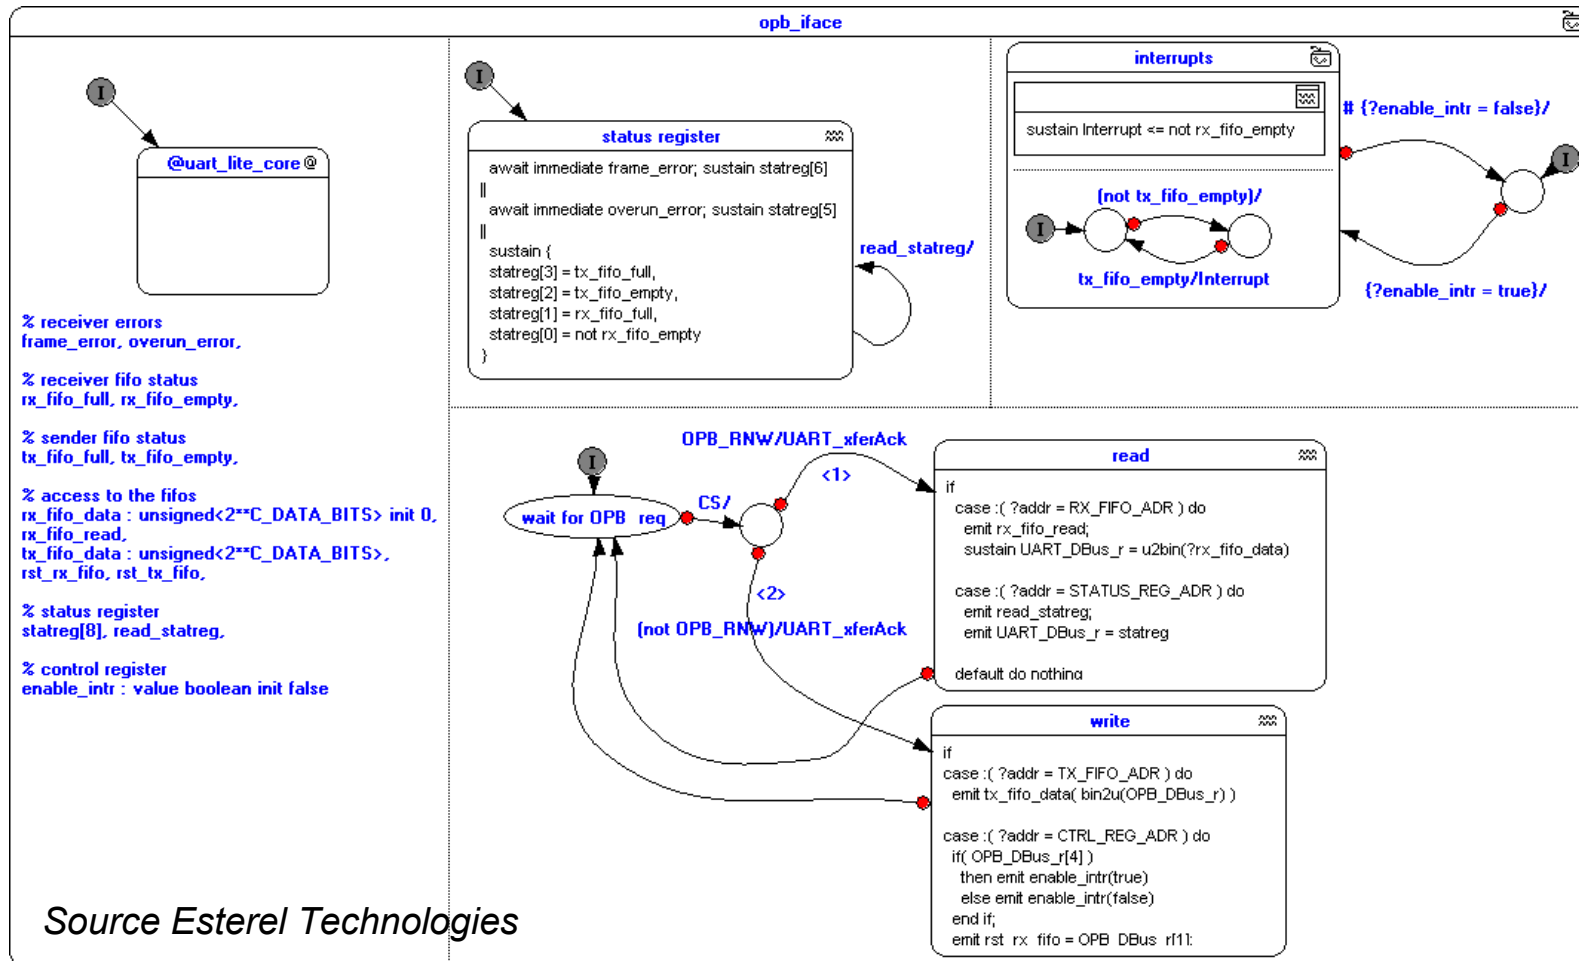 opb_iface
I
@uart_lite_core @
% receiver errors
frame_error, overun_error,
% receiver fifo status
rx_fifo_full, rx_fifo_empty,
% sender fifo status
tx_fifo_full, tx_fifo_empty,
% access to the fifos
rx_fifo_data : unsigned<2**C_DATA_BITS> init 0,
rx_fifo_read,
tx_fifo_data : unsigned<2**C_DATA_BITS>,
rst_rx_fifo, rst_tx_fifo,
% status register
statreg[8], read_statreg,
% control register
enable_intr : value boolean init false
I
status register
await immediate frame_error; sustain statreg[6]
||
await immediate overun_error; sustain statreg[5]
||
sustain {
statreg[3] = tx_fifo_full,
statreg[2] = tx_fifo_empty,
statreg[1] = rx_fifo_full,
statreg[0] = not rx_fifo_empty
}
read_statreg/
interrupts
sustain Interrupt <= not rx_fifo_empty
I
(not tx_fifo_empty)/
tx_fifo_empty/Interrupt
# {?enable_intr = false}/
I
{?enable_intr = true}/
I
wait for OPB_req
CS/
OPB_RNW/UART_xferAck
<1>
<2>
(not OPB_RNW)/UART_xferAck
read
if
case :( ?addr = RX_FIFO_ADR ) do
emit rx_fifo_read;
sustain UART_DBus_r = u2bin(?rx_fifo_data)
case :( ?addr = STATUS_REG_ADR ) do
emit read_statreg;
emit UART_DBus_r = statreg
default do nothing
write
if
case :( ?addr = TX_FIFO_ADR ) do
emit tx_fifo_data( bin2u(OPB_DBus_r) )
case :( ?addr = CTRL_REG_ADR ) do
if( OPB_DBus_r[4] )
then emit enable_intr(true)
else emit enable_intr(false)
end if;
emit rst_rx_fifo = OPB_DBus_r[1];
Source Esterel Technologies